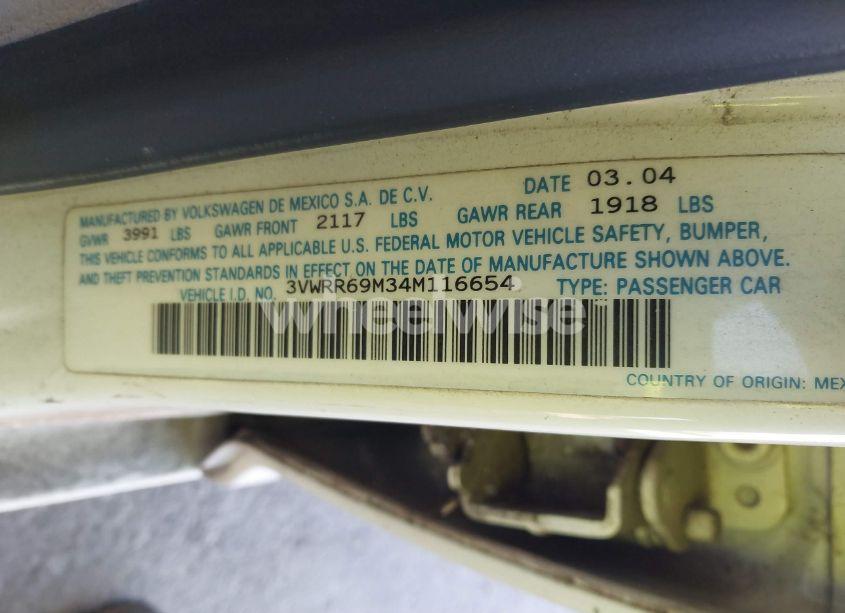 MANUFACTURED BY VOLKSWAGEN DE MEXICO S.A. DE C.V. DATE 03.04
GVWR 3991 LBS GAWR FRONT 2117 LBS GAWR REAR 1918 LBS
THIS VEHICLE CONFORMS TO ALL APPLICABLE U.S. FEDERAL MOTOR VEHICLE SAFETY, BUMPER,
AND THEFT PREVENTION STANDARDS IN EFFECT ON THE DATE OF MANUFACTURE SHOWN ABOVE.
VEHICLE I.D. NO. 3VWRR69M34M116654 TYPE: PASSENGER CAR
wheelwise
COUNTRY OF ORIGIN: MEX